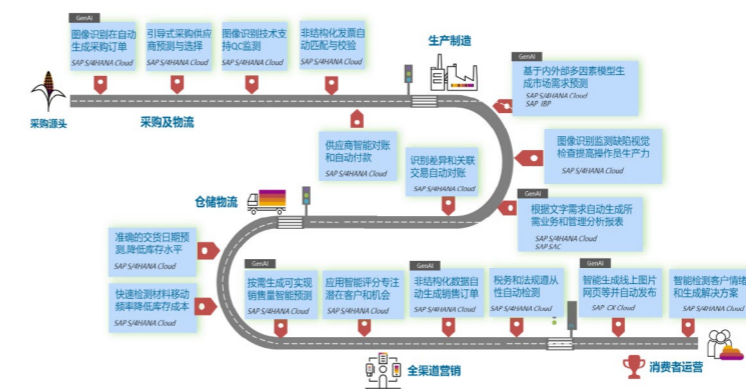 GenAI
图像识别在自动
生成采购订单
SAP S/4HANA Cloud
引导式采购供应
商预测与选择
SAP S/4HANA Cloud
图像识别技术支
持QC监测
SAP S/4HANA Cloud
非结构化发票自
动匹配与校验
SAP S/4HANA Cloud
生产制造
GenAI
基于内外部多因素模型生
成市场需求预测
SAP S/4HANA Cloud
SAP IBP
采购源头
采购及物流
供应商智能对账
和自动付款
SAP S/4HANA Cloud
识别差异和关联
交易自动对账
SAP S/4HANA Cloud
图像识别监测缺陷视觉
检查提高操作员生产力
SAP S/4HANA Cloud
GenAI
根据文字需求自动生成所
需业务和管理分析报表
SAP S/4HANA Cloud
SAP SAC
仓储物流
准确的交货日期预
测,降低库存水平
SAP S/4HANA Cloud
快速检测材料移动
频率降低库存成本
SAP S/4HANA Cloud
GenAI
按需生成可实现
销售量智能预测
SAP S/4HANA Cloud
应用智能评分专注
潜在客户和机会
SAP S/4HANA Cloud
GenAI
非结构化数据自
动生成销售订单
SAP S/4HANA Cloud
税务和法规遵从
性自动检测
SAP S/4HANA Cloud
GenAI
智能生成线上图片
网页等并自动发布
SAP CX Cloud
智能检测客户情绪
和生成解决方案
SAP S/4HANA Cloud
全渠道营销
消费者运营